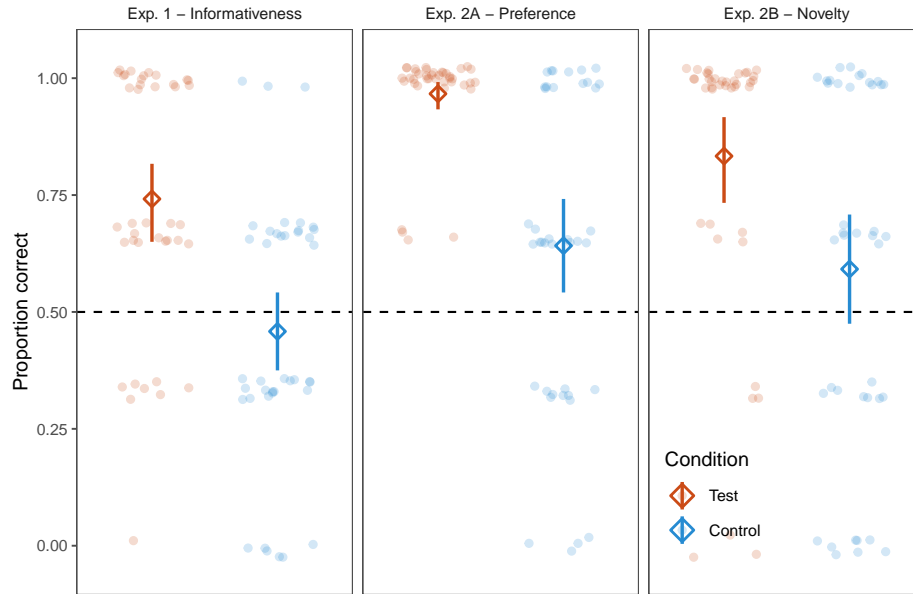 Exp. 1 – Informativeness
Exp. 2A – Preference
Exp. 2B – Novelty
Proportion correct
1.00
0.75
0.50
0.25
0.00
Condition
Test
Control